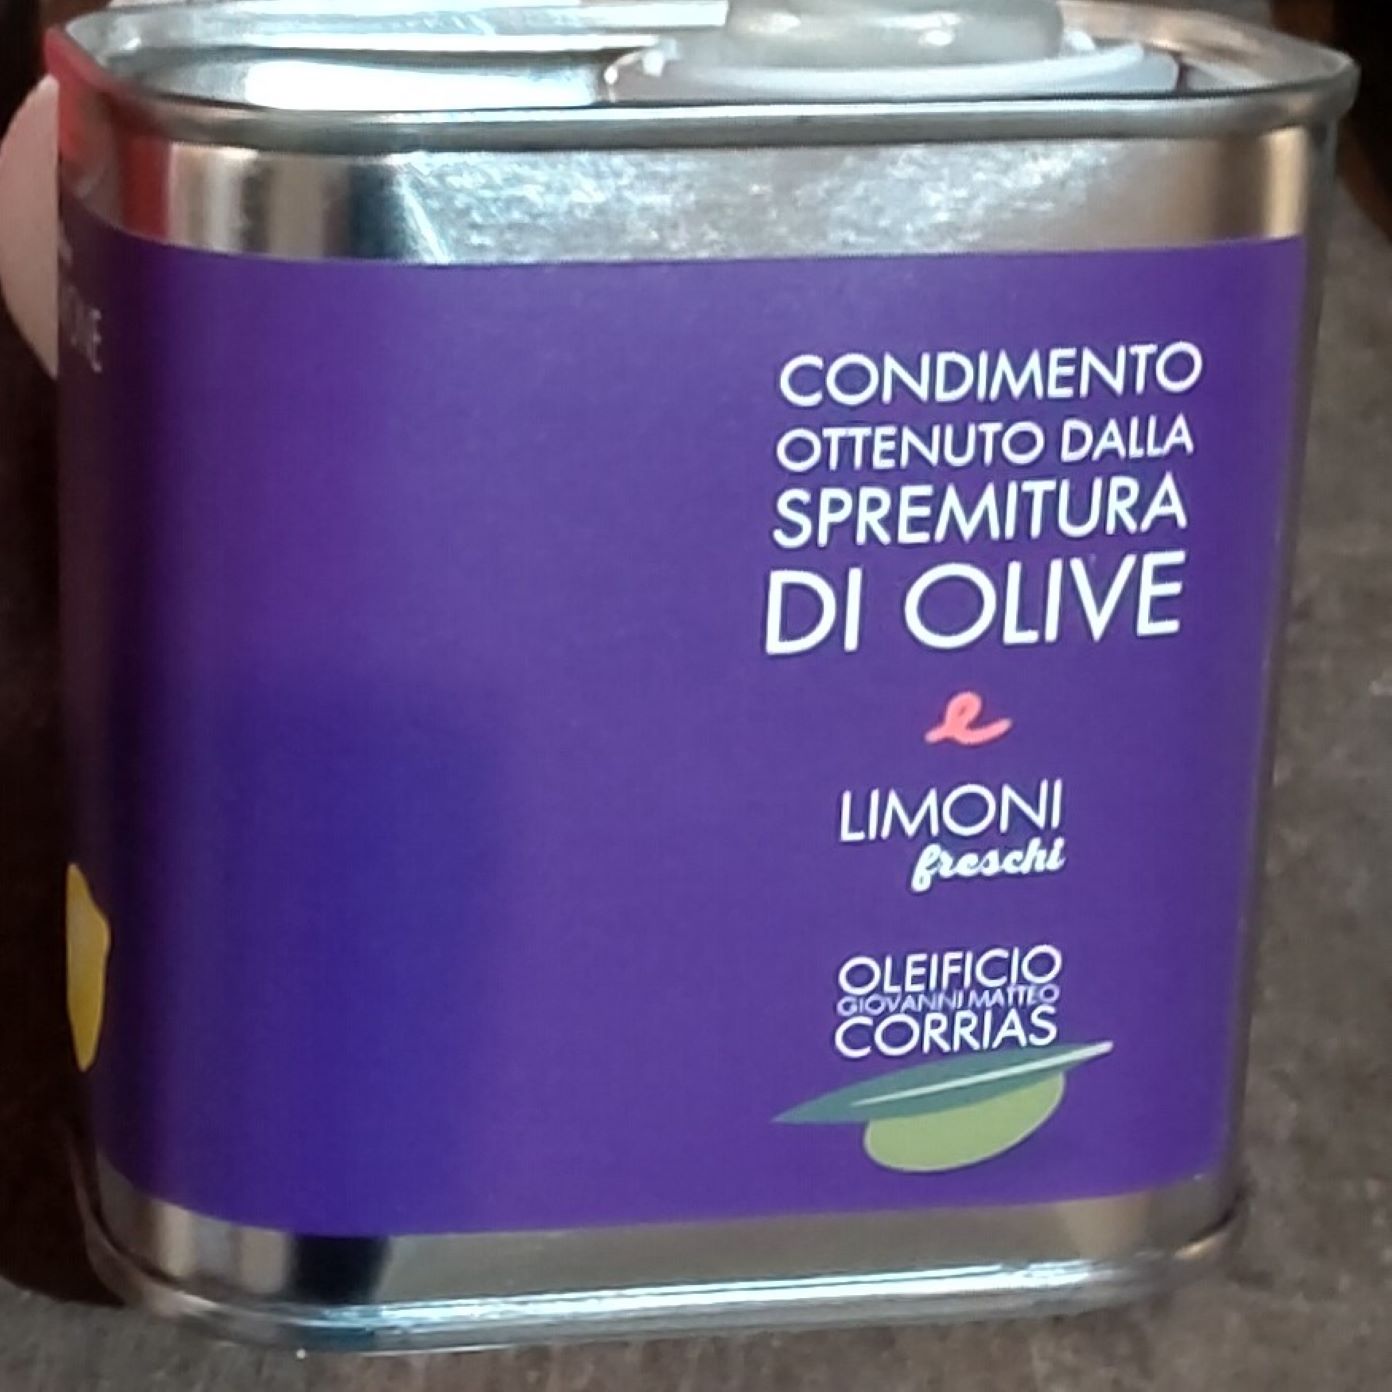 CONDIMENTO
OTTENUTO DALLA
SPREMITURA
DI OLIVE
e
LIMONI
freschi
OLEIFICIO
GIOVANNI MATTEO
CORRIAS